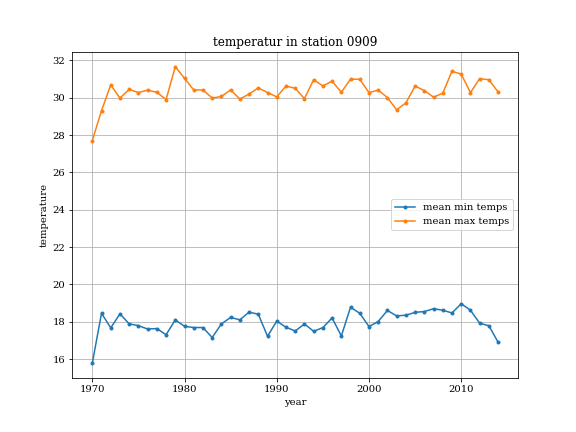 temperatur in station 0909
32
30
28
26
24
22
20
18
16
temperature
mean min temps
mean max temps
1970
1980
1990
2000
2010
year